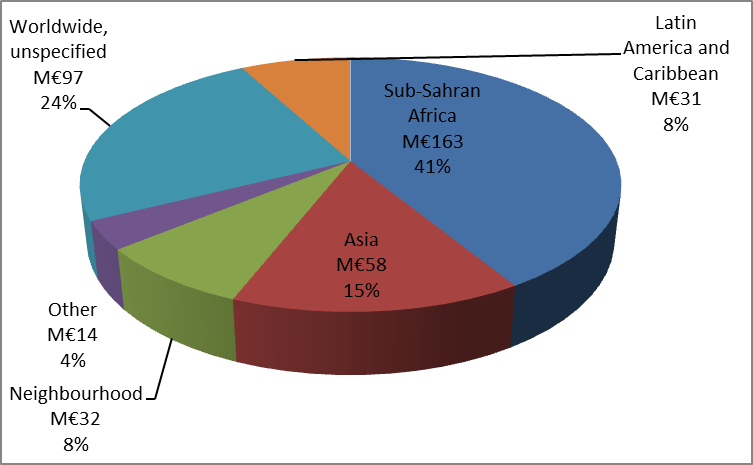 Worldwide,
unspecified
M€97
24%
Latin
America and
Caribbean
M€31
8%
Sub-Sahran
Africa
M€163
41%
Asia
M€58
15%
Other
M€14
4%
Neighbourhood
M€32
8%